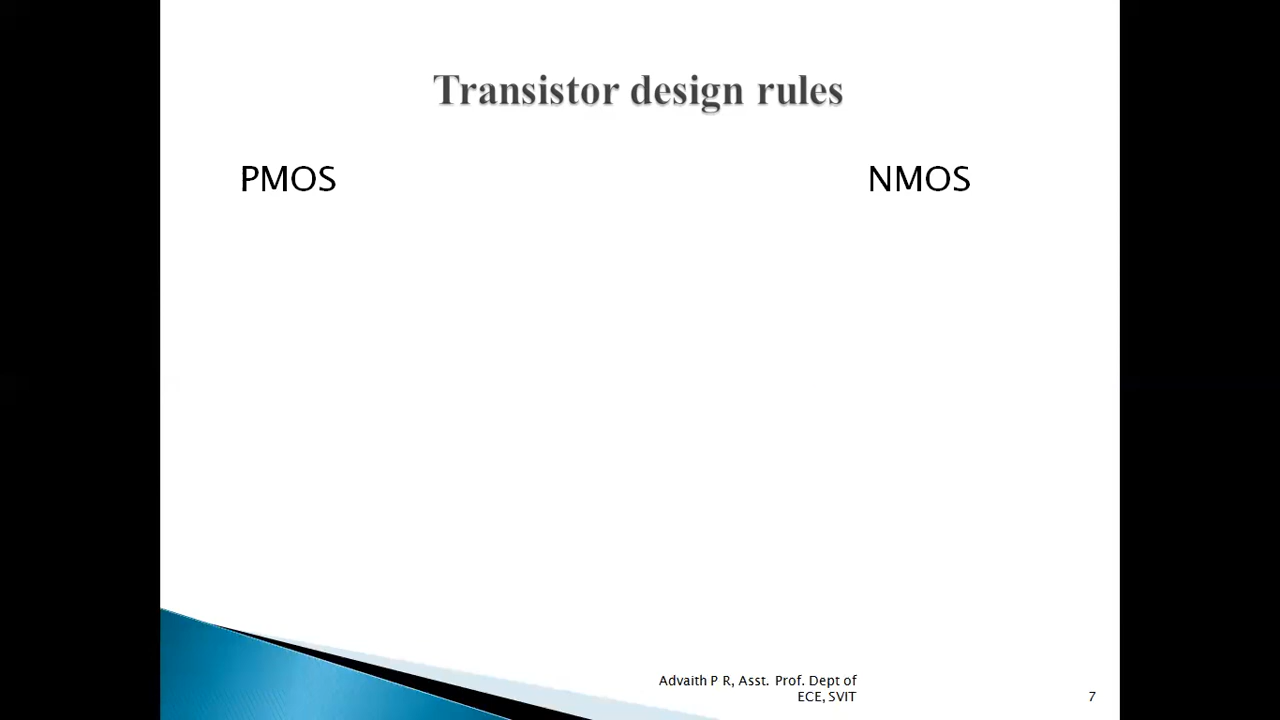 Transistor design rules
PMOS
NMOS
Advaith P R, Asst. Prof. Dept of
ECE, SVIT
7